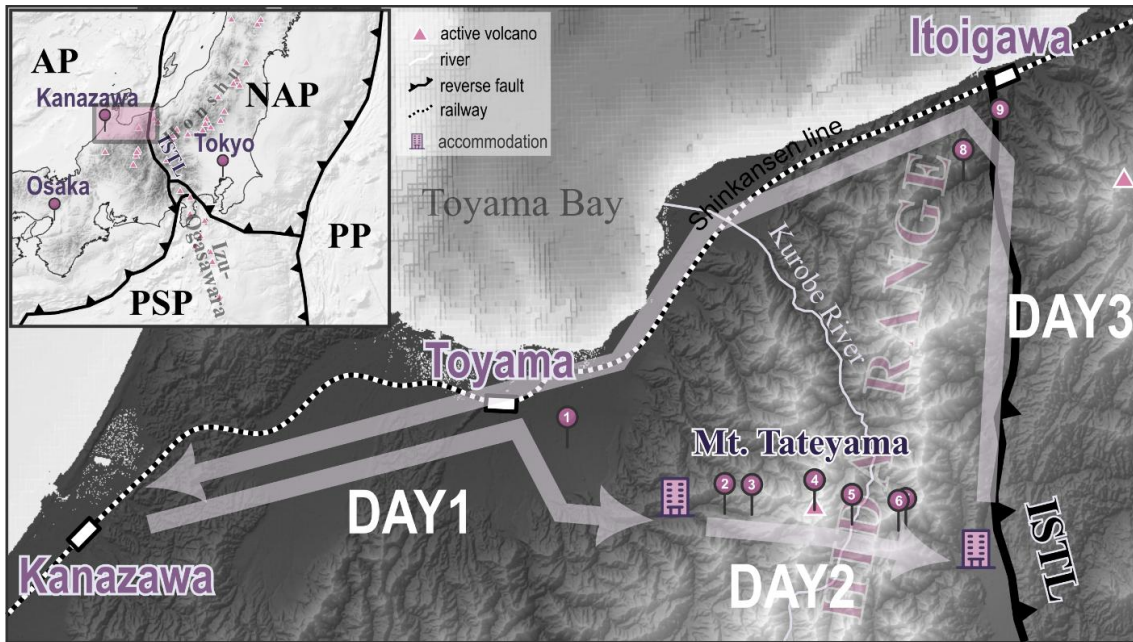 AP
NAP
Kanazawa
Honshu
ISTL
Tokyo
Osaka
PP
Izu-
Ogasawara
PSP
active volcano
river
reverse fault
railway
accommodation
Itoigawa
Shinkansen line
Toyama Bay
Kurobe River
HIDA RANGE
9
8
DAY3
Toyama
1
Mt. Tateyama
2
3
4
5
6
DAY1
DAY2
Kanazawa
ISTL